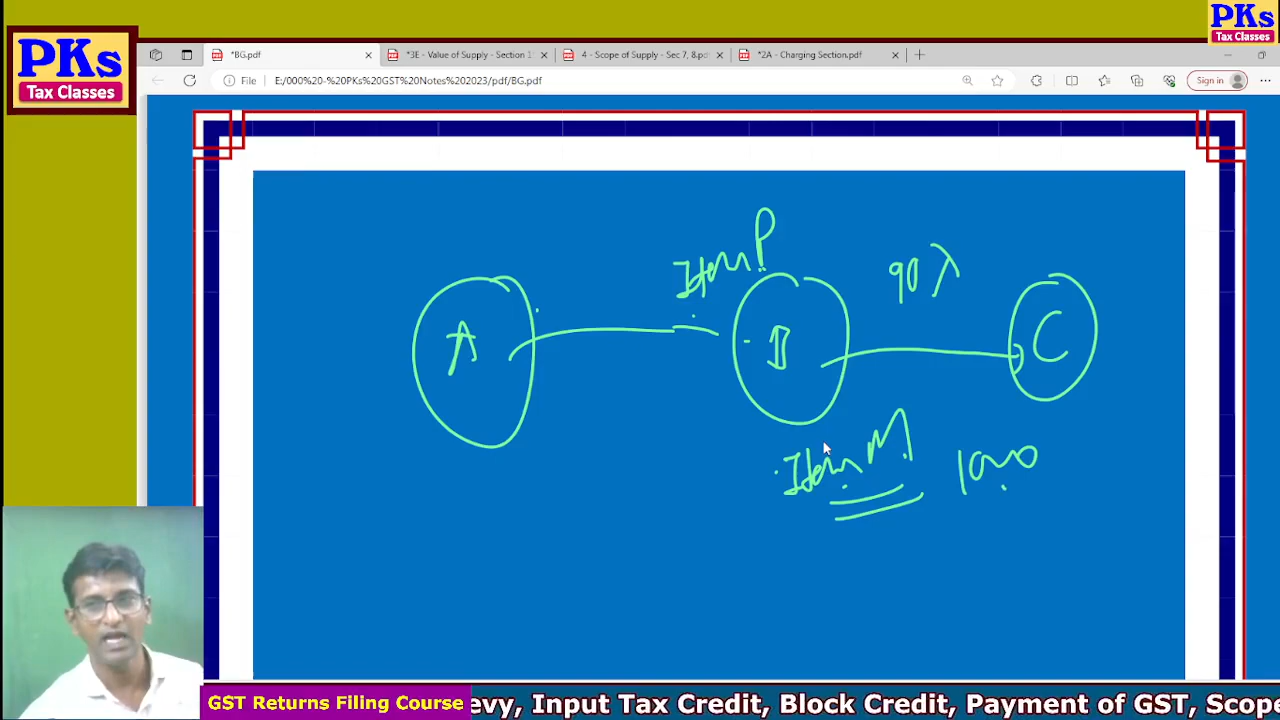 PKs
Tax Classes
PKs
Tax Classes
*BG.pdf
*3E - Value of Supply - Section 1
4 - Scope of Supply - Sec 7, 8.pdf
*2A - Charging Section.pdf
File
E:/000%20-%20PKs%20GST%20Notes%202023/pdf/BG.pdf
Sign in
Item P
90
A
B
C
Item M
1000
GST Returns Filing Course
evy, Input Tax Credit, Block Credit, Payment of GST, Scope